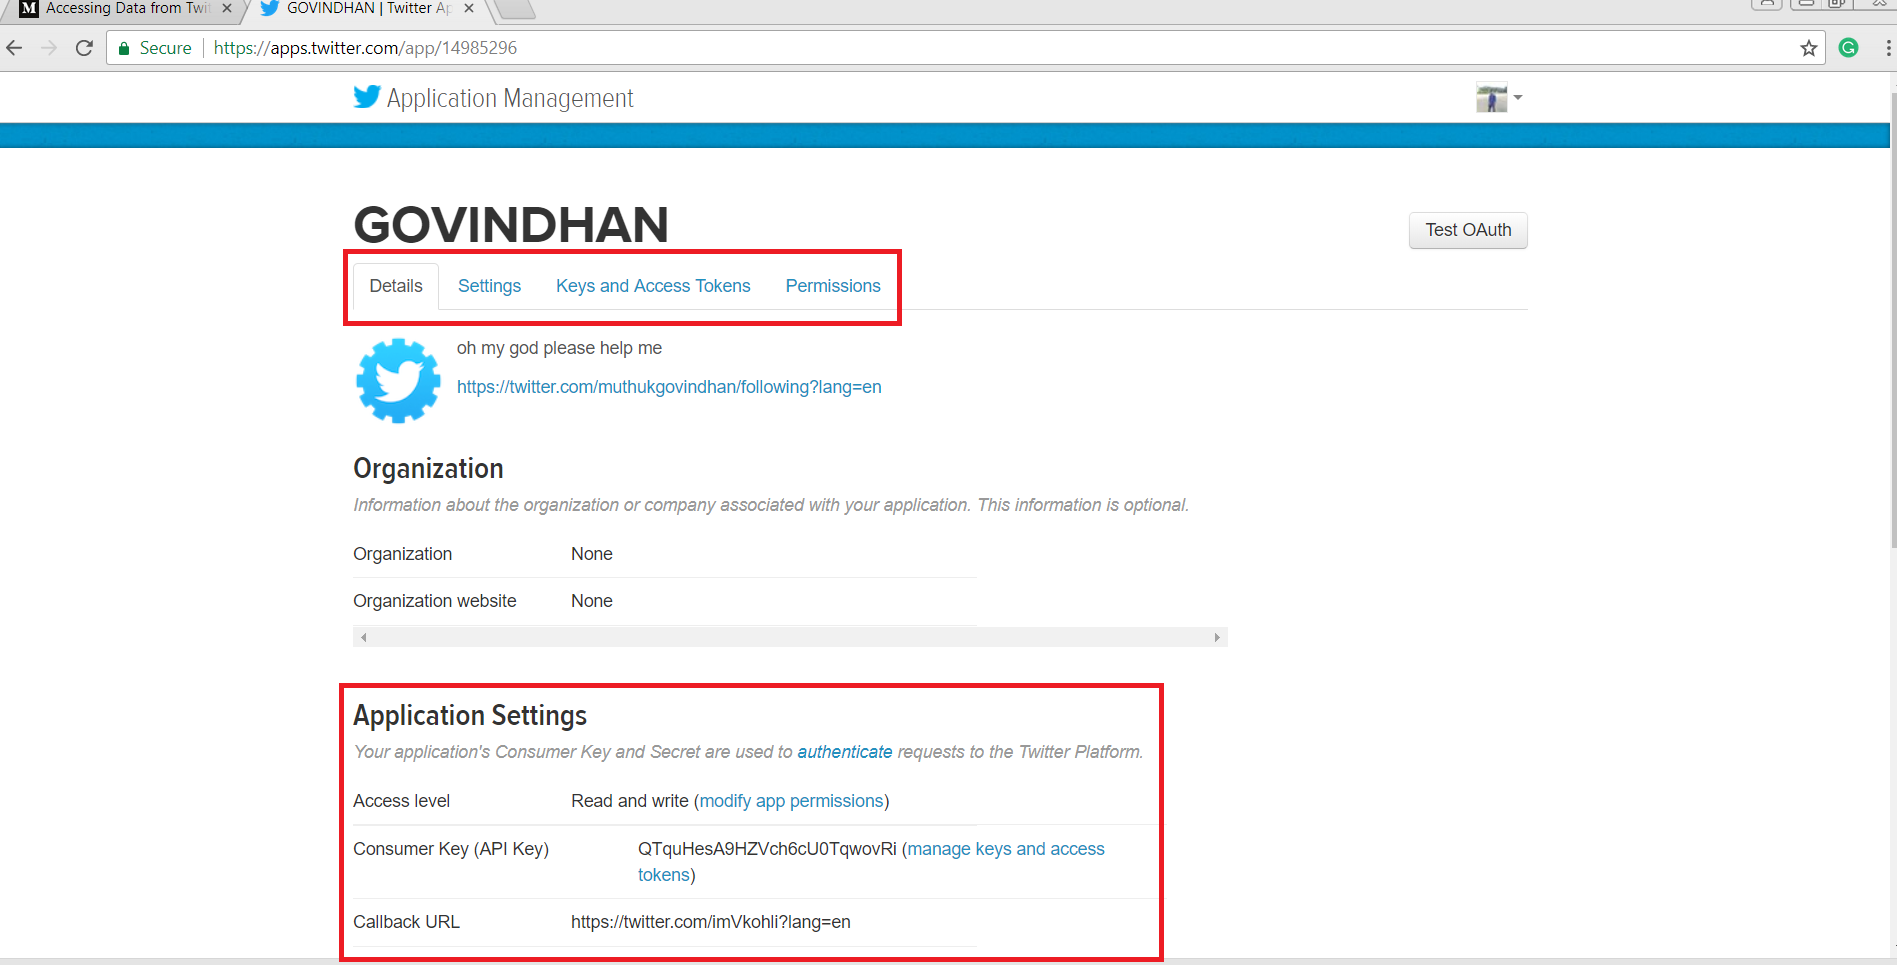 M Accessing Data from Twit
GOVINDHAN | Twitter Ap
Secure https://apps.twitter.com/app/14985296
Application Management
GOVINDHAN
Test OAuth
Details Settings Keys and Access Tokens Permissions
oh my god please help me
https://twitter.com/muthukgovindhan/following?lang=en
Organization
Information about the organization or company associated with your application. This information is optional.
Organization None
Organization website None
Application Settings
Your application's Consumer Key and Secret are used to authenticate requests to the Twitter Platform.
Access level Read and write (modify app permissions)
Consumer Key (API Key) QTquHesA9HZVch6cU0TqwovRi (manage keys and access
tokens)
Callback URL https://twitter.com/imVkohli?lang=en